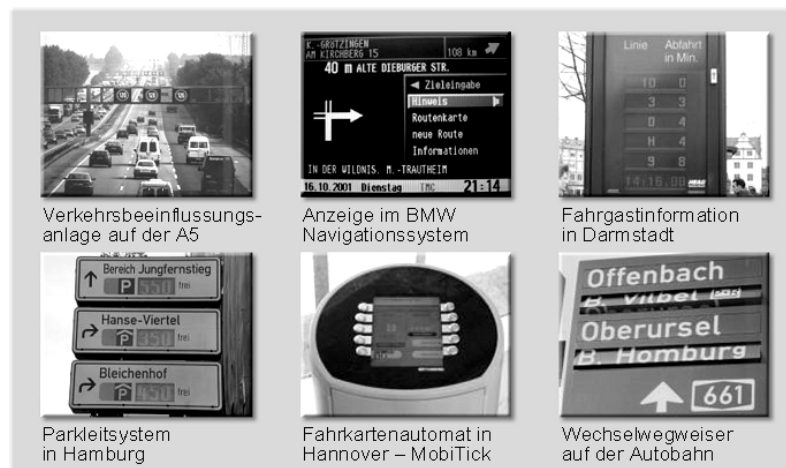 K.-GRÖTZINGEN
AM KIRCHBERG 15
108 km
40 m ALTE DIEBURGER STR.
◄ Zieleingabe
Hinweis
Routenkarte
neue Route
Informationen
IN DER WILDNIS. M.-TRAUTHEIM
16.10.2001 Dienstag TMC 21:14
Linie Abfahrt
in Min.
10 0
3 3
D 4
H 4
9 8
Verkehrsbeeinflussungs-
anlage auf der A5
Anzeige im BMW
Navigationssystem
Fahrgastinformation
in Darmstadt
Bereich Jungfernstieg
P 550 frei
Hanse-Viertel
P 350 frei
Bleichenhof
P 450 frei
Offenbach
B. Vilbel
Oberursel
B. Homburg
661
Parkleitsystem
in Hamburg
Fahrkartenautomat in
Hannover – MobiTick
Wechselwegweiser
auf der Autobahn